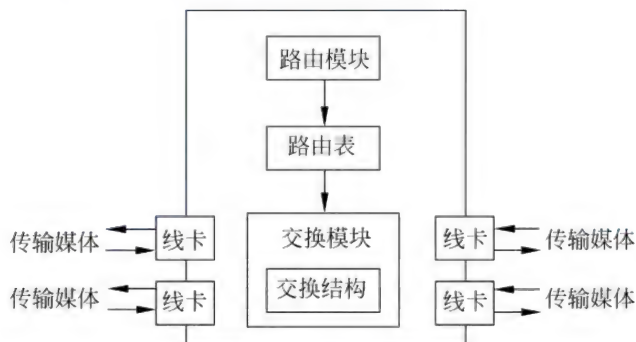 路由模块
路由表
传输媒体 线卡 交换模块 线卡 传输媒体
交换结构
传输媒体 线卡 线卡 传输媒体